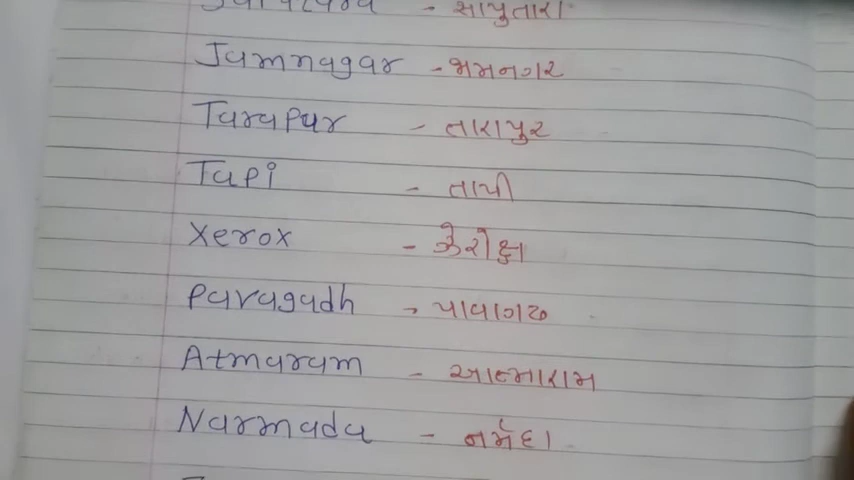 - સાપુતારા
Jamnagar - જામનગર
Tarapur - તારાપુર
Tapi - તાપી
Xerox - ઝેરોક્ષ
Pavagadh - પાવાગઢ
Atmaram - આત્મારામ
Narmada - નર્મદા